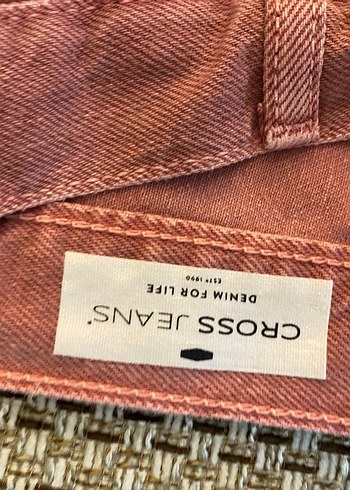 CROSS JEANS®
DENIM FOR LIFE
ESTD 1990